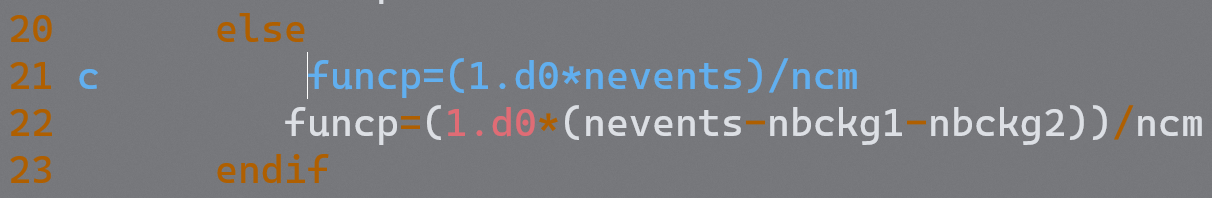 20 else
21 c funcp=(1.d0*nevents)/ncm
22 funcp=(1.d0*(nevents-nbckg1-nbckg2))/ncm
23 endif